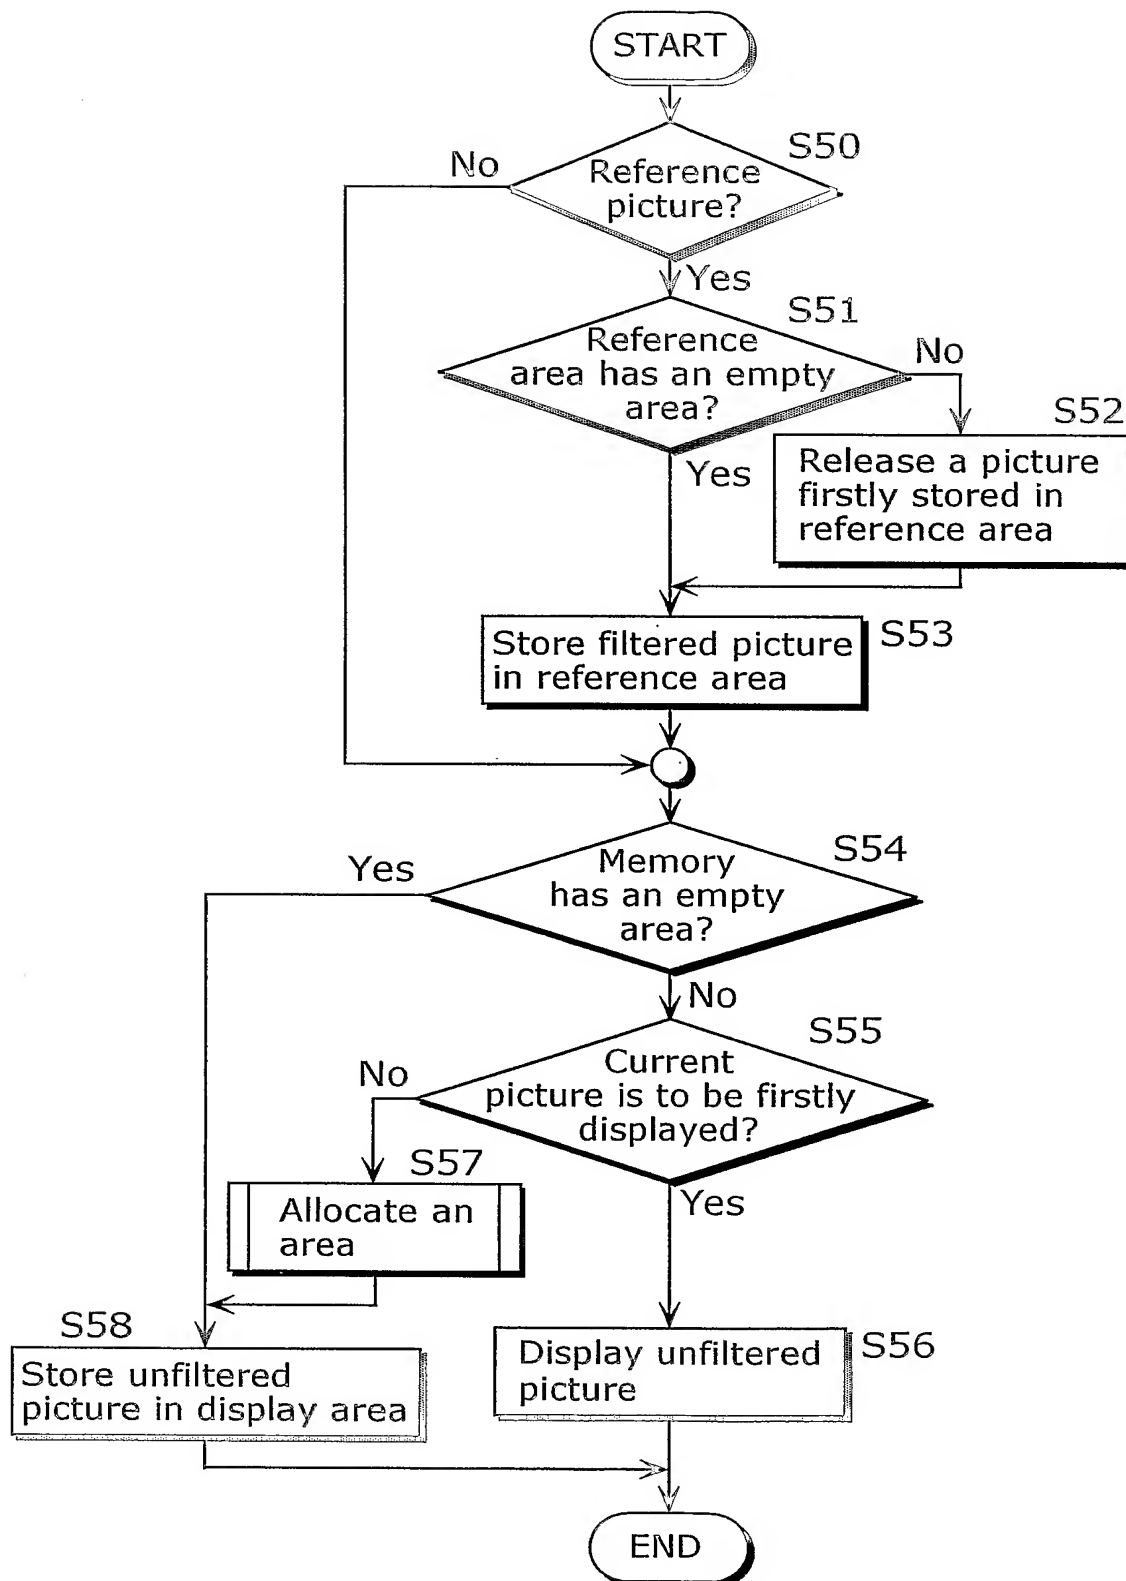 START
S50
No
Reference
picture?
Yes
S51
Reference
area has an empty
area?
No
S52
Yes
Release a picture
firstly stored in
reference area
S53
Store filtered picture
in reference area
S54
Yes
Memory
has an empty
area?
No
S55
Current
picture is to be firstly
displayed?
No
S57
Yes
Allocate an
area
S58
Store unfiltered
picture in display area
Display unfiltered
picture
S56
END